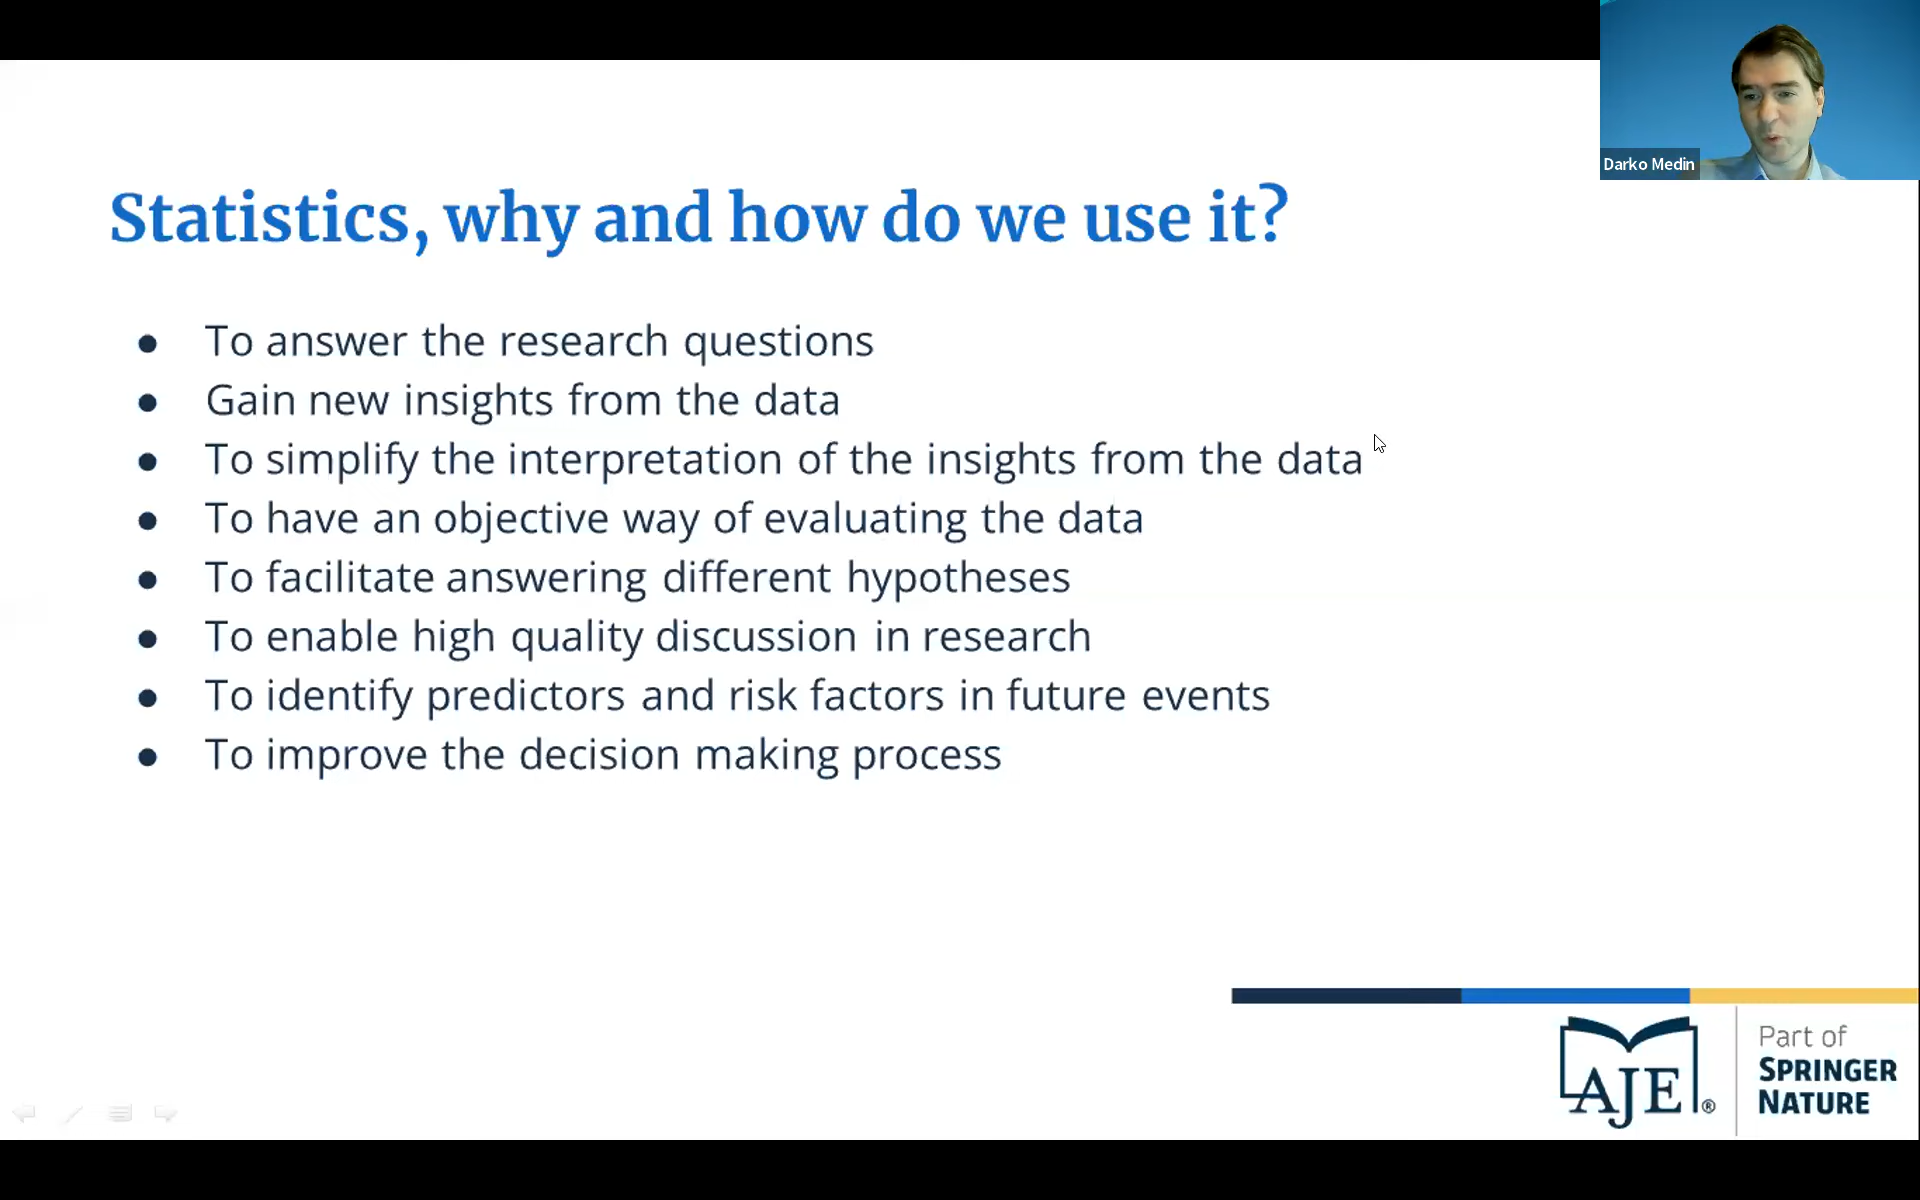 Darko Medin
Statistics, why and how do we use it?
● To answer the research questions
● Gain new insights from the data
● To simplify the interpretation of the insights from the data
● To have an objective way of evaluating the data
● To facilitate answering different hypotheses
● To enable high quality discussion in research
● To identify predictors and risk factors in future events
● To improve the decision making process
AJE®
Part of
SPRINGER
NATURE